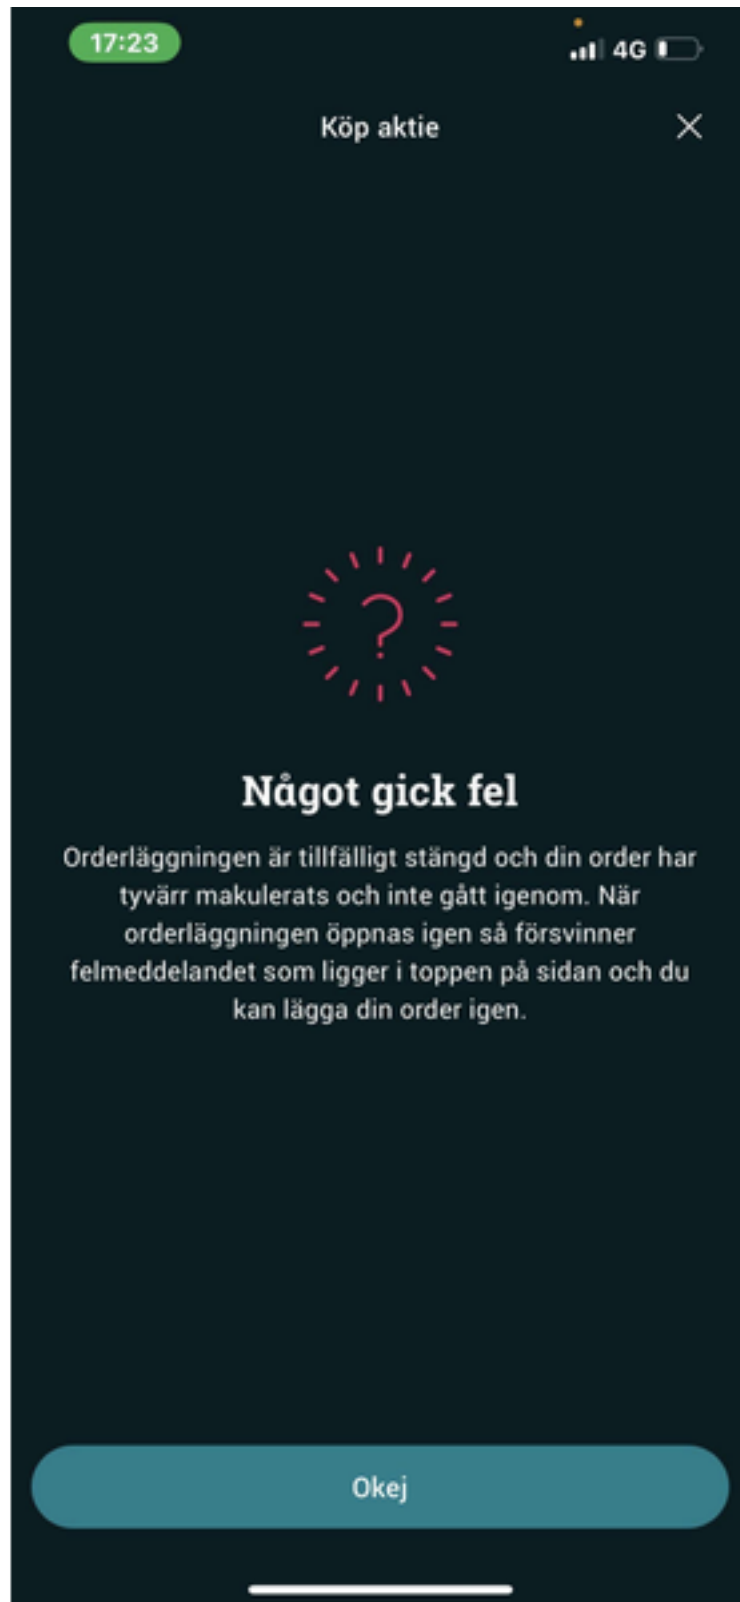 17:23
4G
Köp aktie
?
Något gick fel
Orderläggningen är tillfälligt stängd och din order har
tyvärr makulerats och inte gått igenom. När
orderläggningen öppnas igen så försvinner
felmeddelandet som ligger i toppen på sidan och du
kan lägga din order igen.
Okej